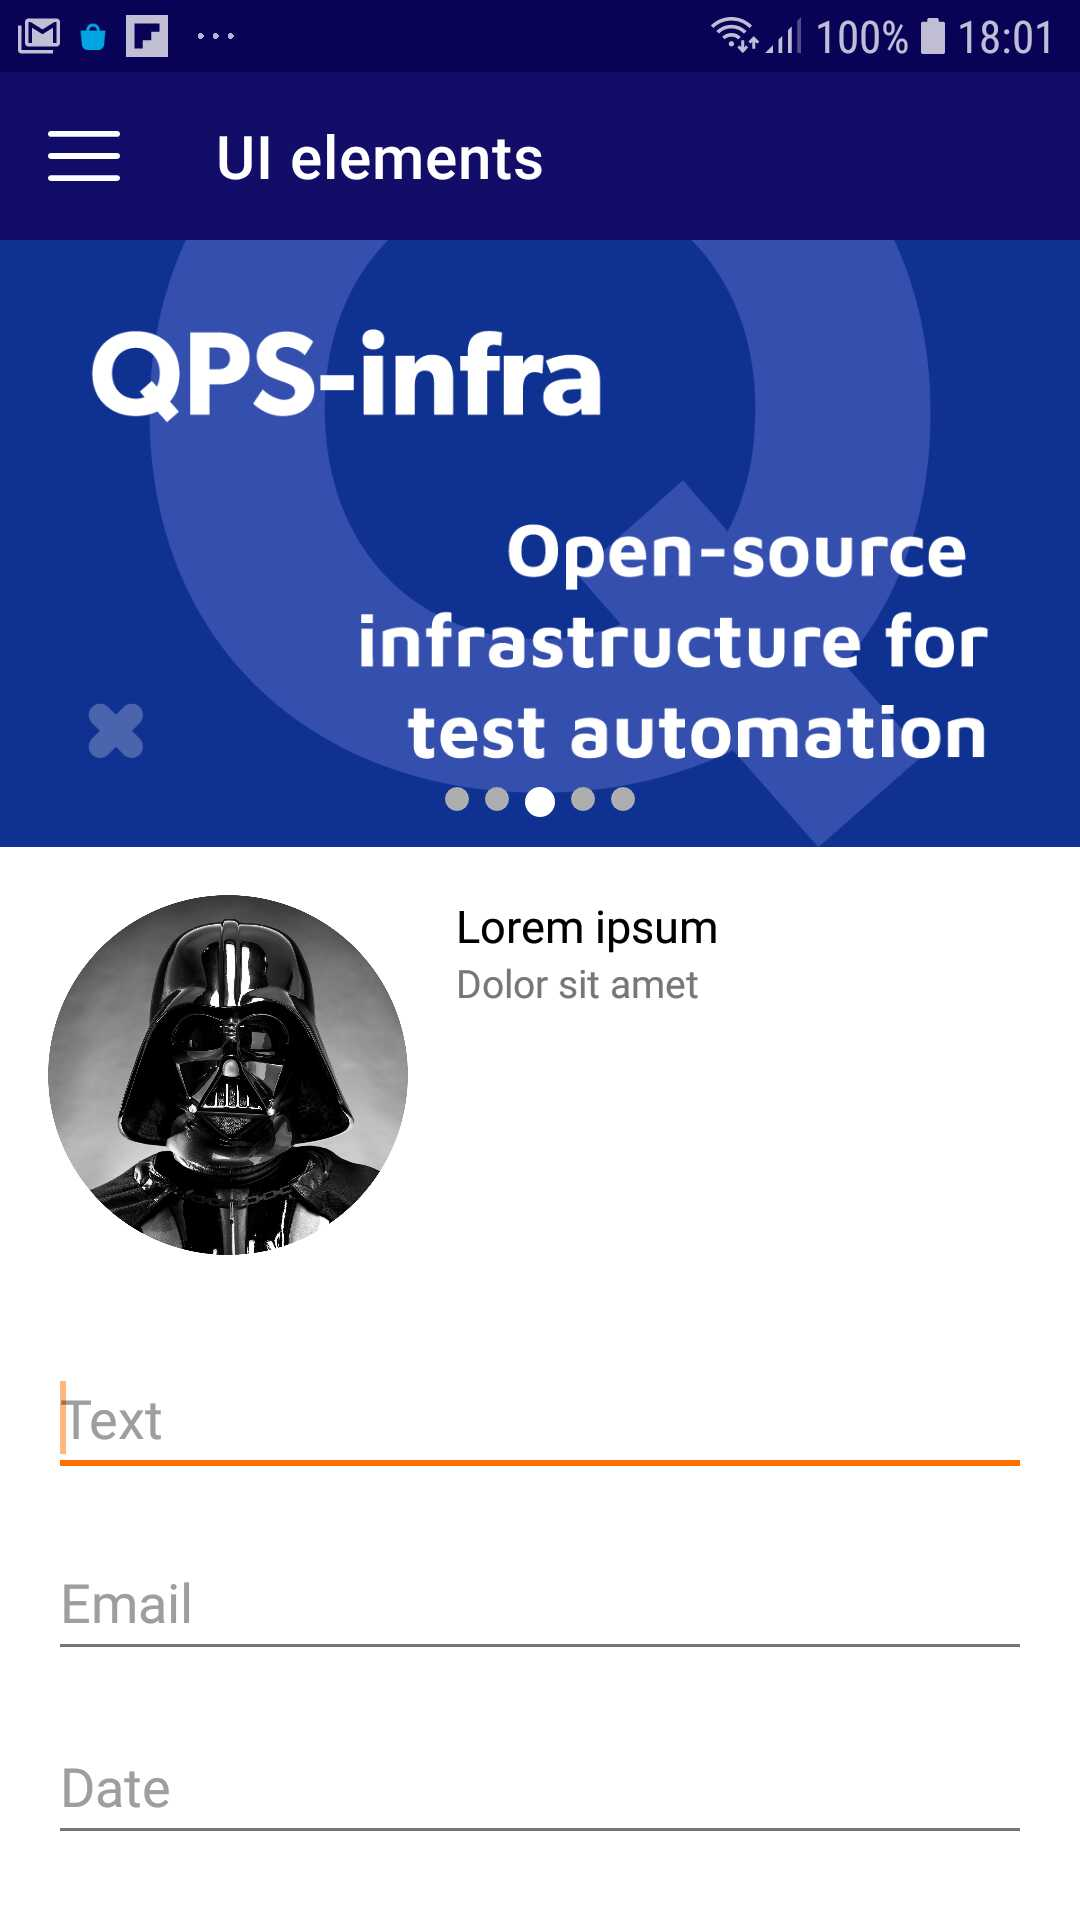 100% 18:01
UI elements
QPS-infra
Open-source
infrastructure for
test automation
Lorem ipsum
Dolor sit amet
Text
Email
Date